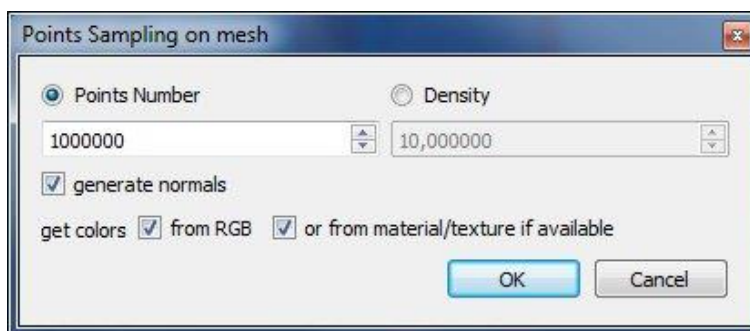 Points Sampling on mesh
Points Number Density
1000000 10,000000
generate normals
get colors from RGB or from material/texture if available
OK Cancel